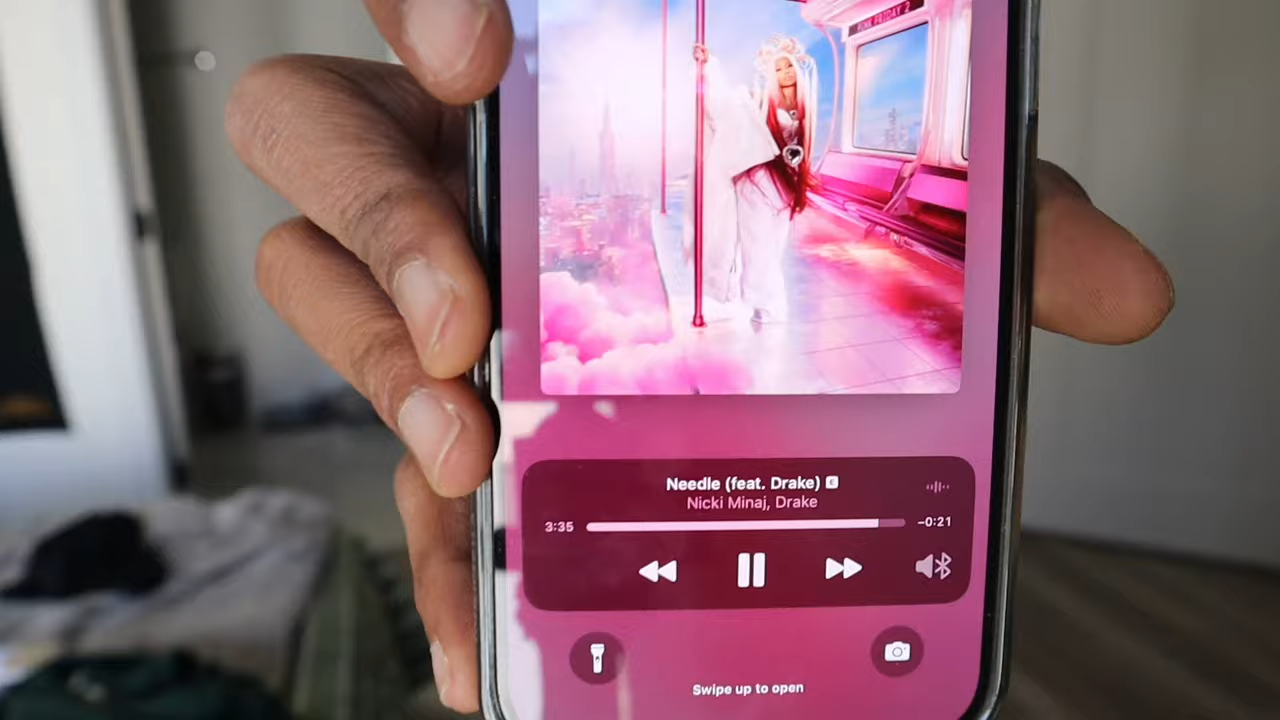 PINK FRIDAY 2
Needle (feat. Drake) E
Nicki Minaj, Drake
3:35
-0:21
Swipe up to open